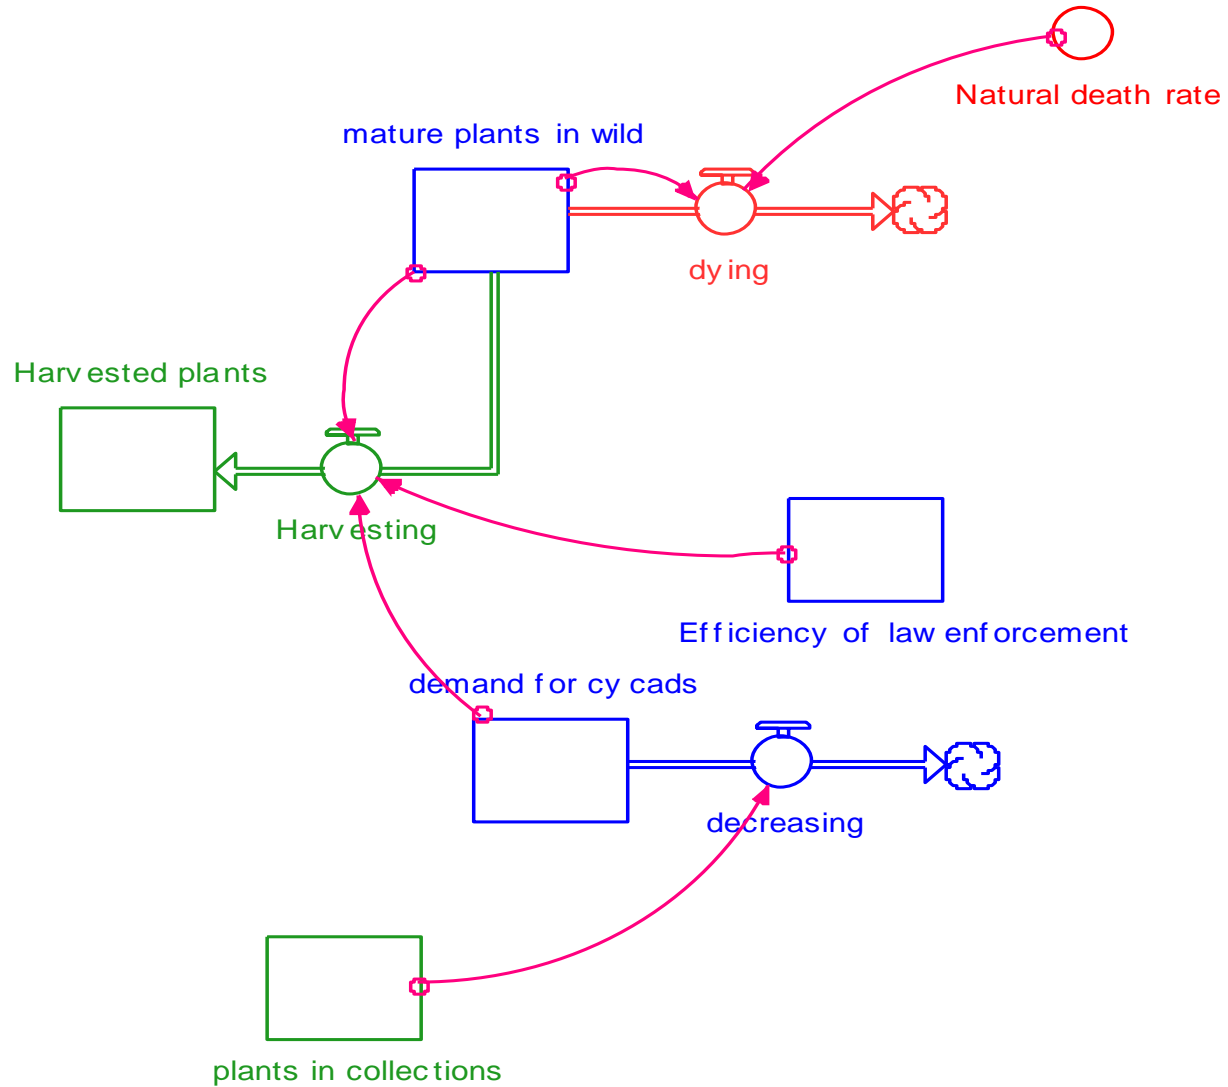 Natural death rate
mature plants in wild
dying
Harvested plants
Harvesting
Efficiency of law enforcement
demand for cycads
decreasing
plants in collections